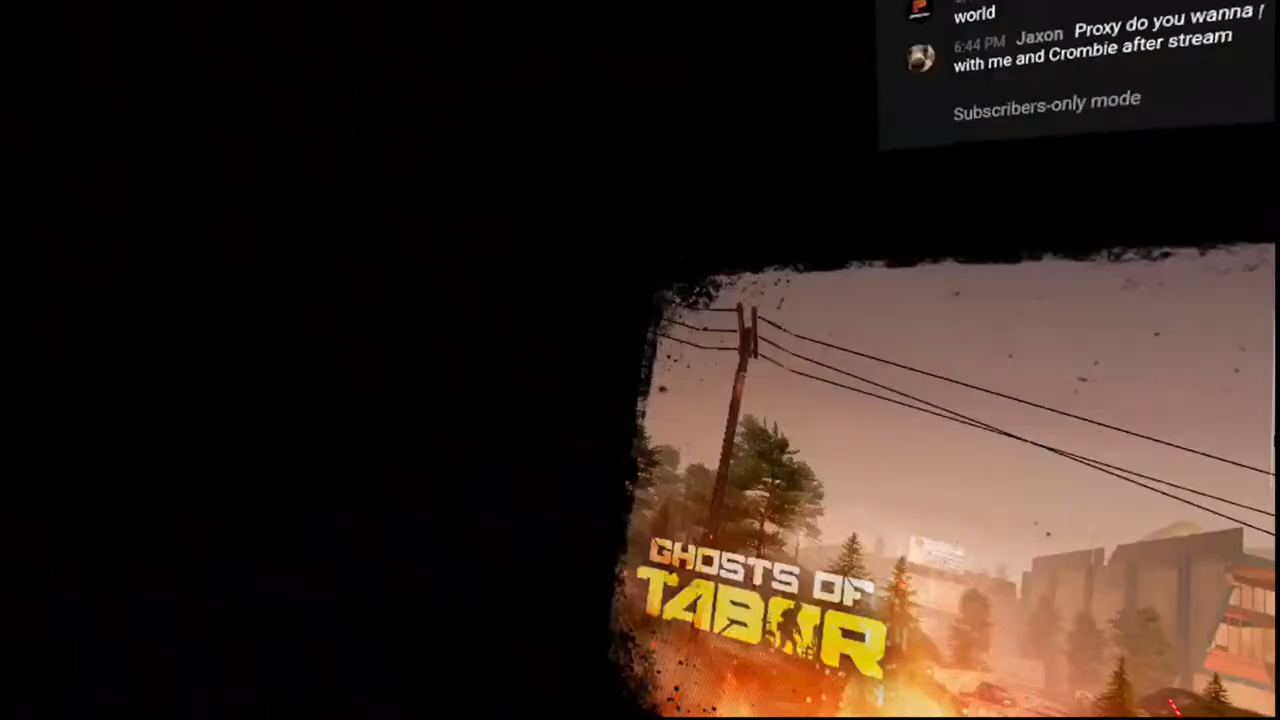 world
6:44 PM Jaxon Proxy do you wanna
with me and Crombie after stream
Subscribers-only mode
GHOSTS OF
TABOR